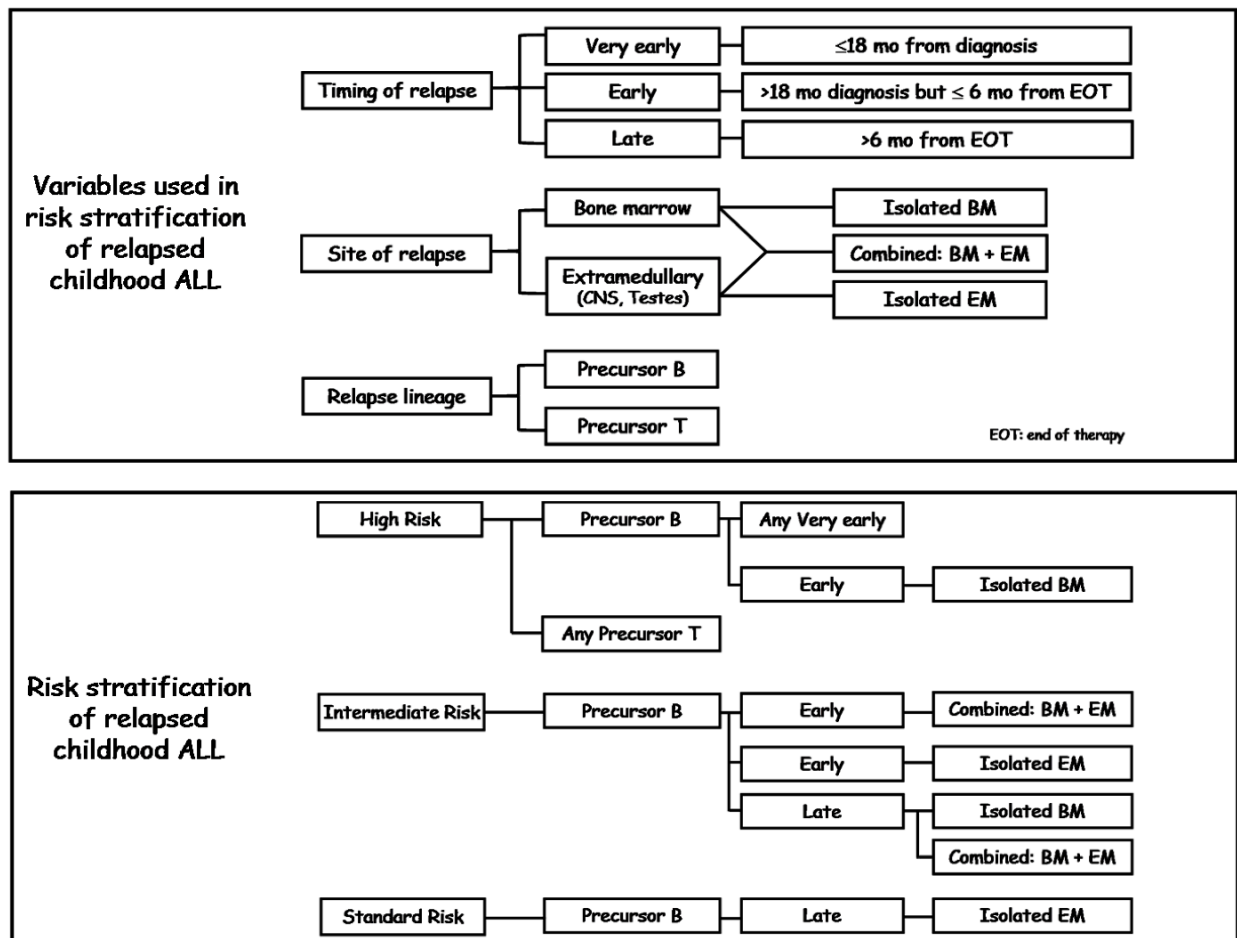 Variables used in
risk stratification
of relapsed
childhood ALL
Timing of relapse
Very early
≤18 mo from diagnosis
Early
>18 mo diagnosis but ≤ 6 mo from EOT
Late
>6 mo from EOT
Site of relapse
Bone marrow
Isolated BM
Combined: BM + EM
Extramedullary
(CNS, Testes)
Isolated EM
Relapse lineage
Precursor B
Precursor T
EOT: end of therapy
Risk stratification
of relapsed
childhood ALL
High Risk
Precursor B
Any Very early
Early
Isolated BM
Any Precursor T
Intermediate Risk
Precursor B
Early
Combined: BM + EM
Early
Isolated EM
Late
Isolated BM
Combined: BM + EM
Standard Risk
Precursor B
Late
Isolated EM